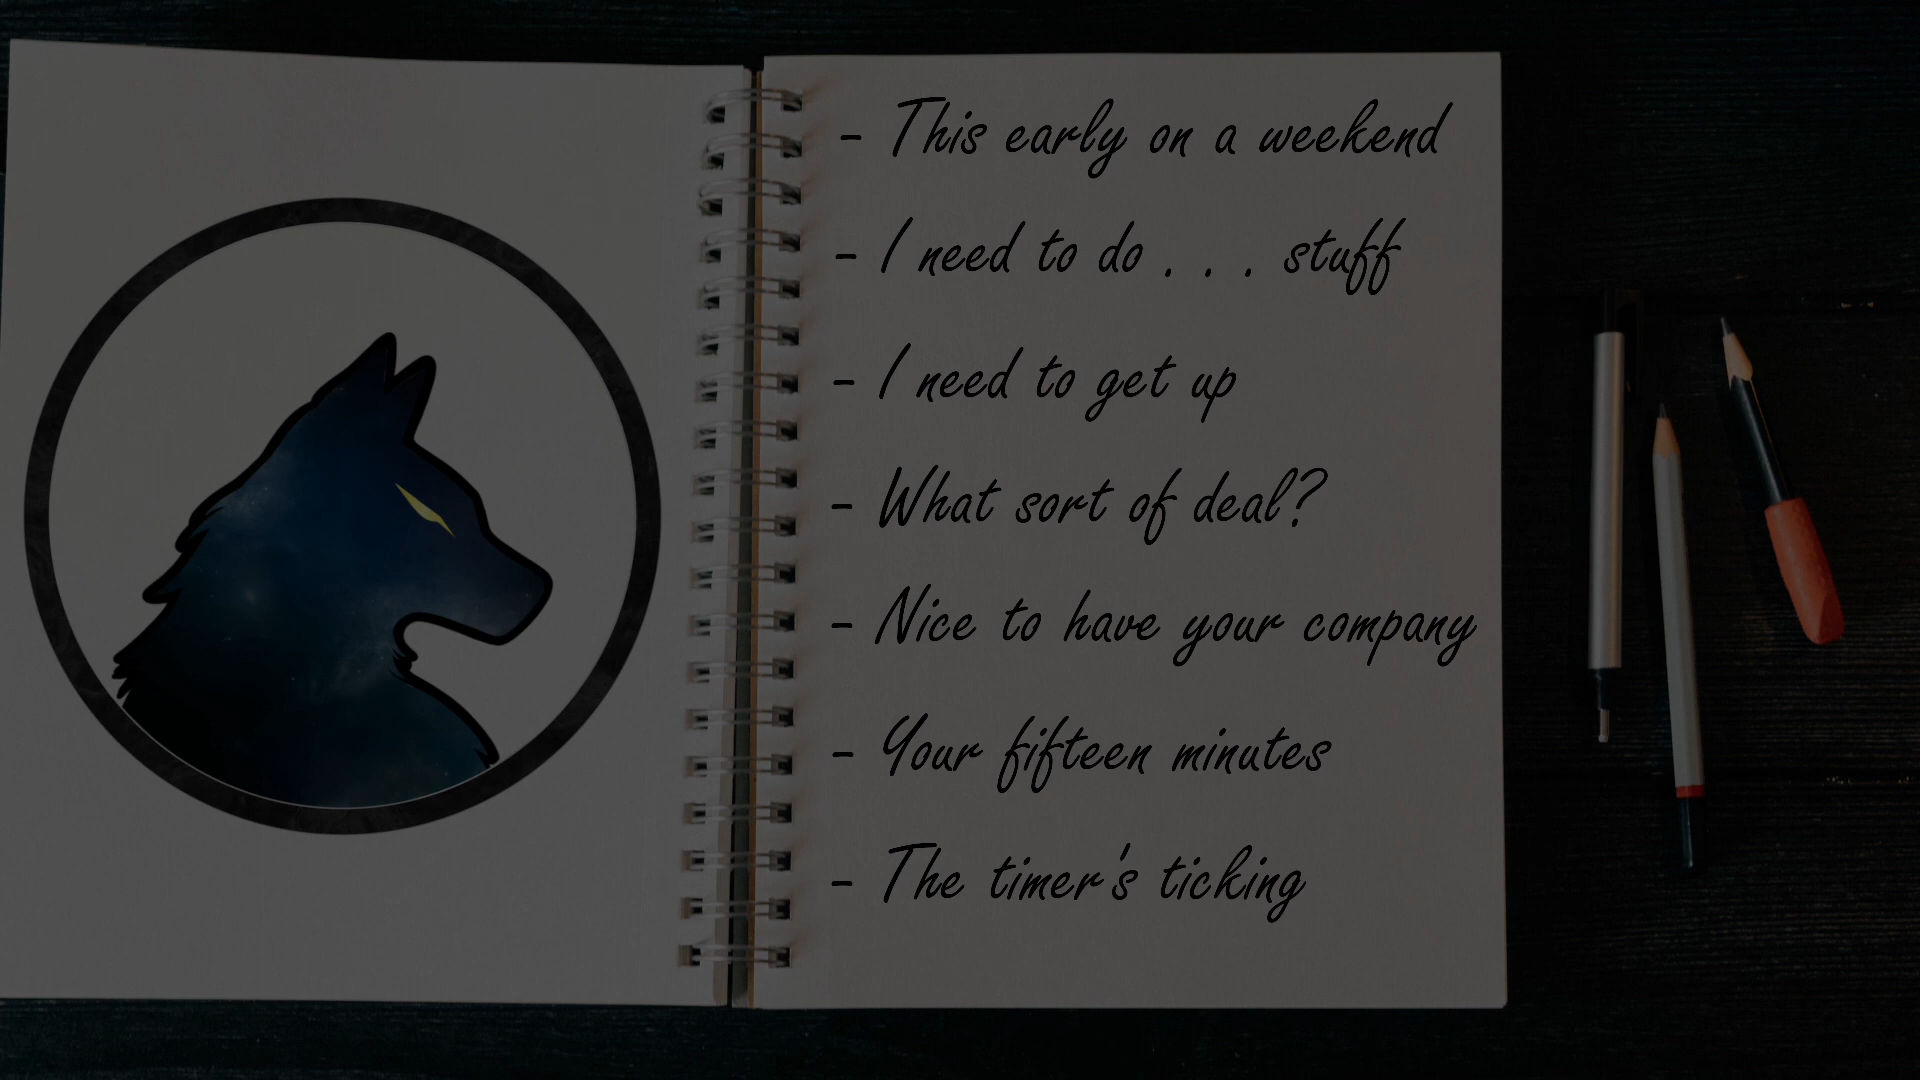 - This early on a weekend
- I need to do . . . stuff
- I need to get up
- What sort of deal?
- Nice to have your company
- Your fifteen minutes
- The timer's ticking